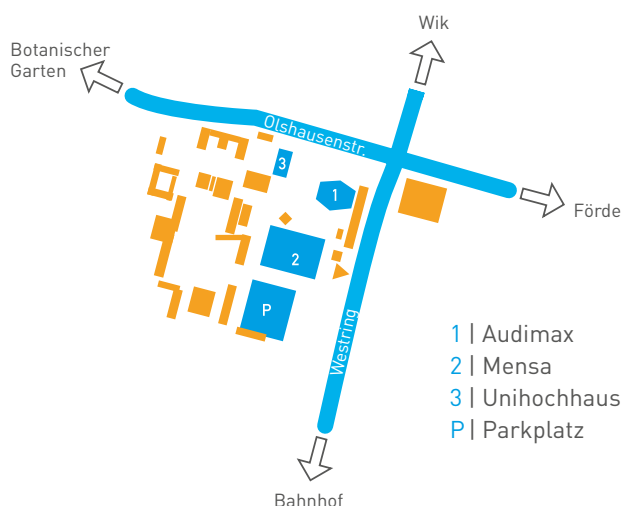 Wik
Botanischer
Garten
Olshausenstr.
3
1
Förde
2
P
Westring
1 | Audimax
2 | Mensa
3 | Unihochhaus
P | Parkplatz
Bahnhof